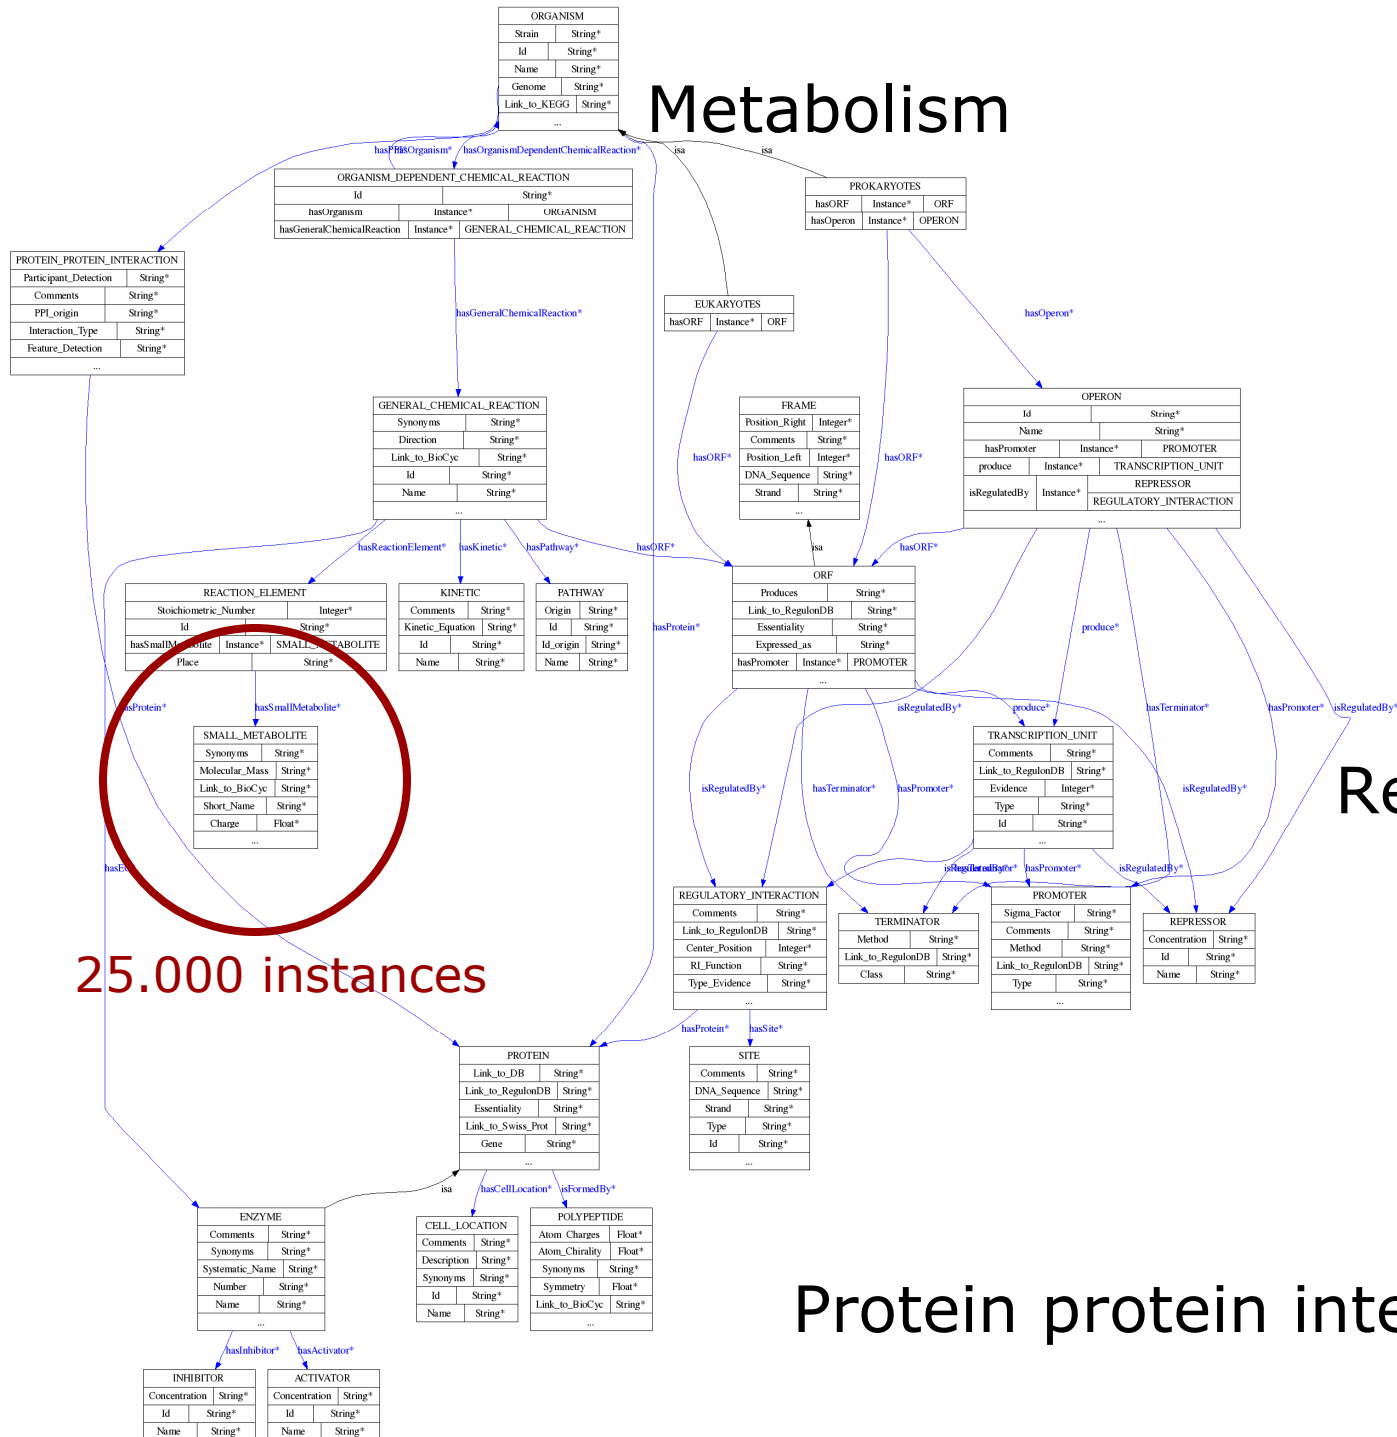 ORGANISM
Strain String*
Id String*
Name String*
Genome String*
Link_to_KEGG String*
...
Metabolism
hasOrganism* hasOrganismDependentChemicalReaction* isa isa
ORGANISM_DEPENDENT_CHEMICAL_REACTION
Id String*
hasOrganism Instance* ORGANISM
hasGeneralChemicalReaction Instance* GENERAL_CHEMICAL_REACTION
PROKARYOTES
hasORF Instance* ORF
hasOperon Instance* OPERON
PROTEIN_PROTEIN_INTERACTION
Participant_Detection String*
Comments String*
PPI_origin String*
Interaction_Type String*
Feature_Detection String*
...
EUKARYOTES
hasORF Instance* ORF
hasGeneralChemicalReaction*
hasOperon*
GENERAL_CHEMICAL_REACTION
Synonyms String*
Direction String*
Link_to_BioCyc String*
Id String*
Name String*
...
FRAME
Position_Right Integer*
Comments String*
Position_Left Integer*
DNA_Sequence String*
Strand String*
...
OPERON
Id String*
Name String*
hasPromoter Instance* PROMOTER
produce Instance* TRANSCRIPTION_UNIT
isRegulatedBy Instance* REPRESSOR
REGULATORY_INTERACTION
...
hasORF* hasORF*
hasReactionElement* hasKinetic* hasPathway* hasORF* isa hasORF*
REACTION_ELEMENT
Stoichiometric_Number Integer*
Id String*
hasSmallMetabolite Instance* SMALL_METABOLITE
Place String*
KINETIC
Comments String*
Kinetic_Equation String*
Id String*
Name String*
PATHWAY
Origin String*
Id String*
Id_origin String*
Name String*
ORF
Produces String*
Link_to_RegulonDB String*
Essentiality String*
Expressed_as String*
hasPromoter Instance* PROMOTER
...
hasProtein* produce*
hasProtein* hasSmallMetabolite* isRegulatedBy* produce* hasTerminator* hasPromoter* isRegulatedBy*
SMALL_METABOLITE
Synonyms String*
Molecular_Mass String*
Link_to_BioCyc String*
Short_Name String*
Charge Float*
...
TRANSCRIPTION_UNIT
Comments String*
Link_to_RegulonDB String*
Evidence Integer*
Type String*
Id String*
...
isRegulatedBy* hasTerminator* hasPromoter* isRegulatedBy*
Re
hasPromoter* isRegulatedBy*
REGULATORY_INTERACTION
Comments String*
Link_to_RegulonDB String*
Center_Position Integer*
RI_Function String*
Type_Evidence String*
...
TERMINATOR
Method String*
Link_to_RegulonDB String*
Class String*
PROMOTER
Sigma_Factor String*
Comments String*
Method String*
Link_to_RegulonDB String*
Type String*
...
REPRESSOR
Concentration String*
Id String*
Name String*
25.000 instances
hasProtein* hasSite*
PROTEIN
Link_to_DB String*
Link_to_RegulonDB String*
Essentiality String*
Link_to_Swiss_Prot String*
Gene String*
...
SITE
Comments String*
DNA_Sequence String*
Strand String*
Type String*
Id String*
...
isa hasCellLocation* isFormedBy*
ENZYME
Comments String*
Synonyms String*
Systematic_Name String*
Number String*
Name String*
...
CELL_LOCATION
Comments String*
Description String*
Synonyms String*
Id String*
Name String*
POLYPEPTIDE
Atom_Charges Float*
Atom_Chirality Float*
Synonyms String*
Symmetry Float*
Link_to_BioCyc String*
...
Protein protein inte
hasInhibitor* hasActivator*
INHIBITOR
Concentration String*
Id String*
Name String*
ACTIVATOR
Concentration String*
Id String*
Name String*